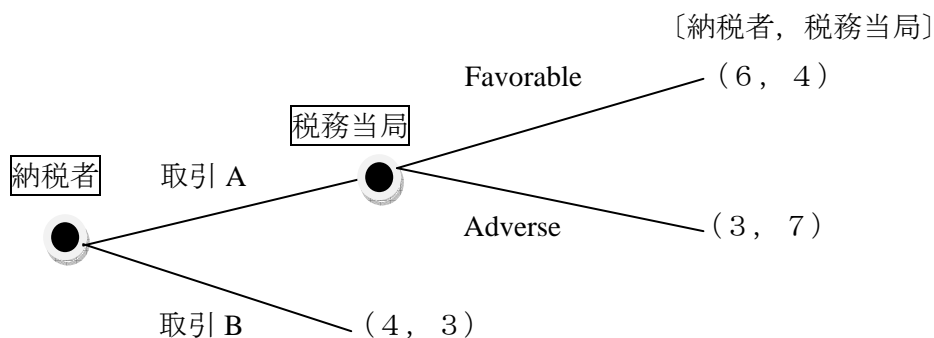 〔納税者，税務当局〕
Favorable
（６，４）
税務当局
納税者
取引 A
Adverse
（３，７）
取引 B
（４，３）